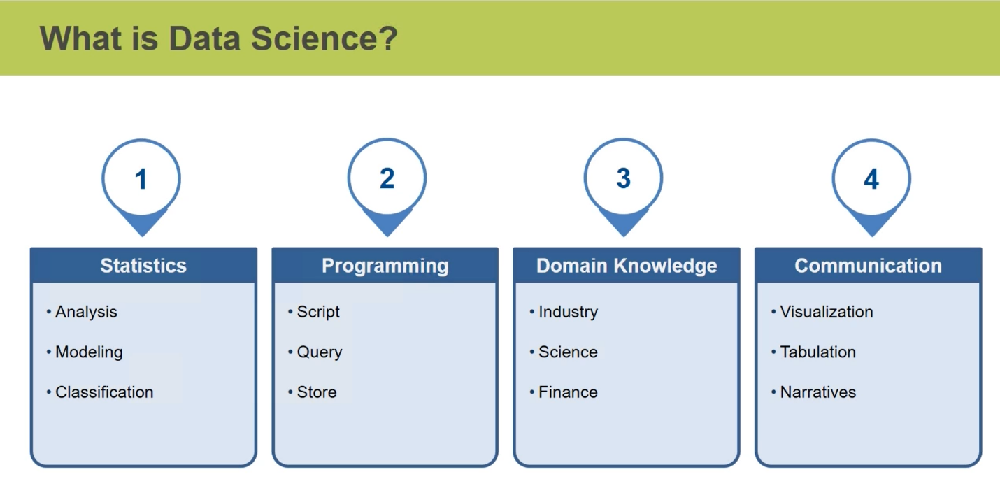 What is Data Science?
1
2
3
4
Statistics
• Analysis
• Modeling
• Classification
Programming
• Script
• Query
• Store
Domain Knowledge
• Industry
• Science
• Finance
Communication
• Visualization
• Tabulation
• Narratives